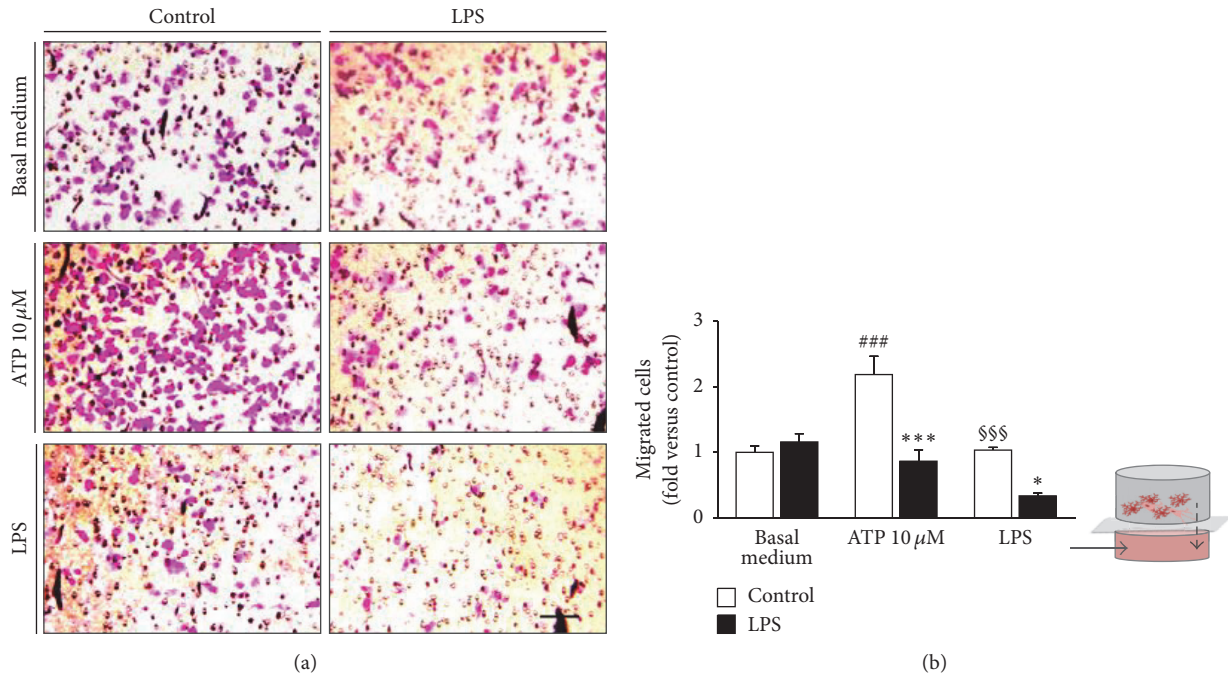 Control
LPS
Basal medium
ATP 10 μM
LPS
(a)
Migrated cells
(fold versus control)
3
2
1
0
###
***
§§§
*
Basal
medium
ATP 10 μM
LPS
Control
LPS
(b)